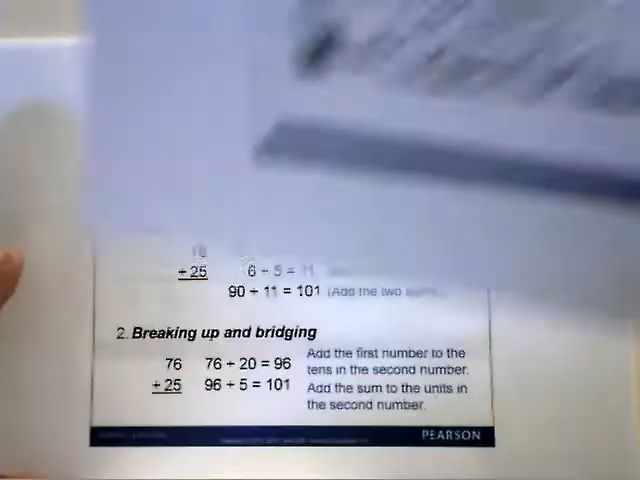 + 25 6 + 5 = 11
90 + 11 = 101 (Add the two
2. Breaking up and bridging
76 76 + 20 = 96 Add the first number to the
tens in the second number.
+ 25 96 + 5 = 101 Add the sum to the units in
the second number.
PEARSON